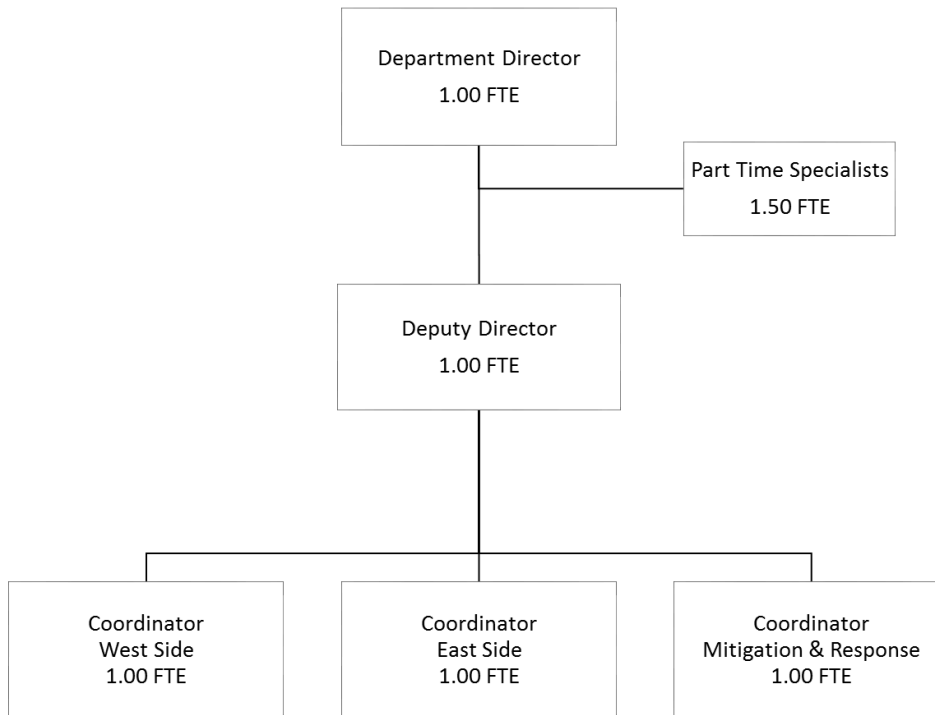 Department Director
1.00 FTE
Part Time Specialists
1.50 FTE
Deputy Director
1.00 FTE
Coordinator
West Side
1.00 FTE
Coordinator
East Side
1.00 FTE
Coordinator
Mitigation & Response
1.00 FTE